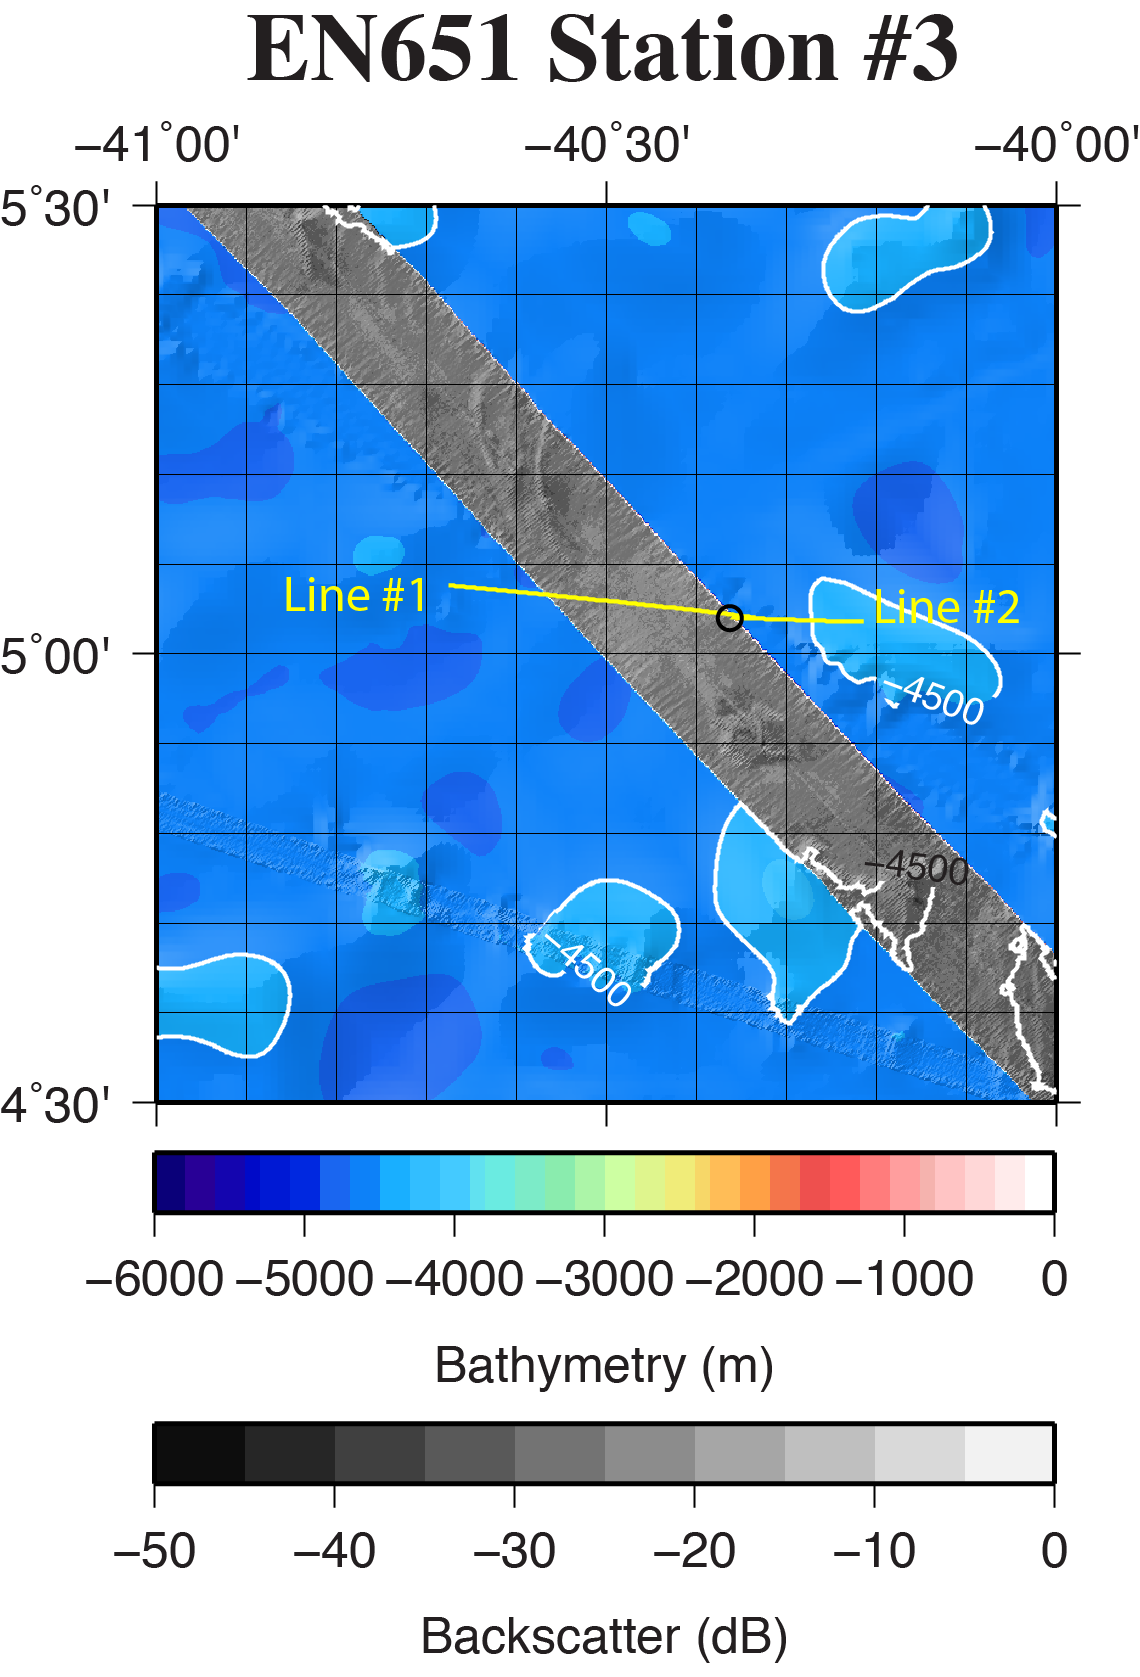 EN651 Station #3
−41˚00' −40˚30' −40˚00'
5˚30'
Line #1
Line #2
5˚00'
−4500
−4500
−4500
4˚30'
−6000 −5000 −4000 −3000 −2000 −1000 0
Bathymetry (m)
−50 −40 −30 −20 −10 0
Backscatter (dB)